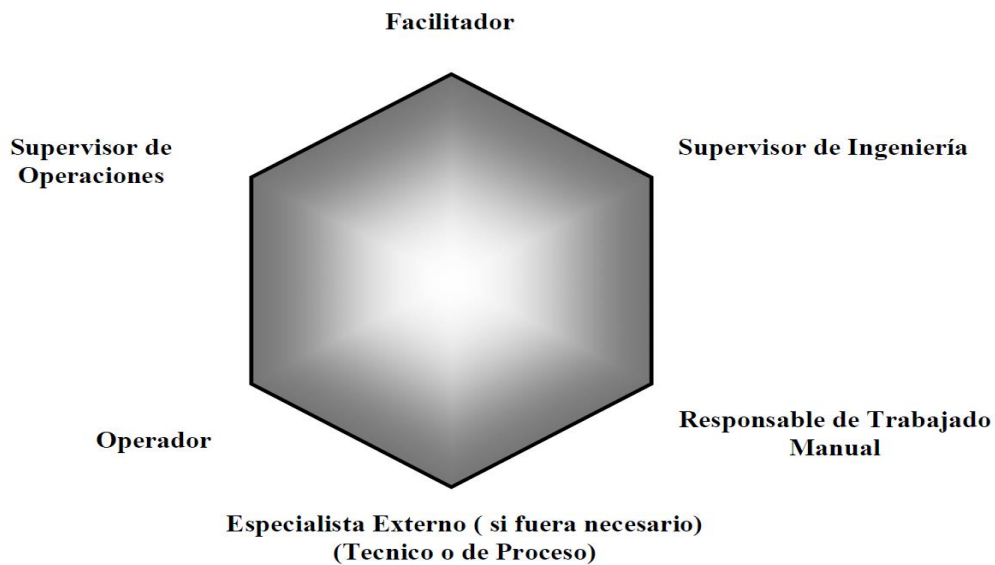 Facilitador
Supervisor de
Operaciones
Supervisor de Ingeniería
Operador
Responsable de Trabajado
Manual
Especialista Externo ( si fuera necesario)
(Tecnico o de Proceso)